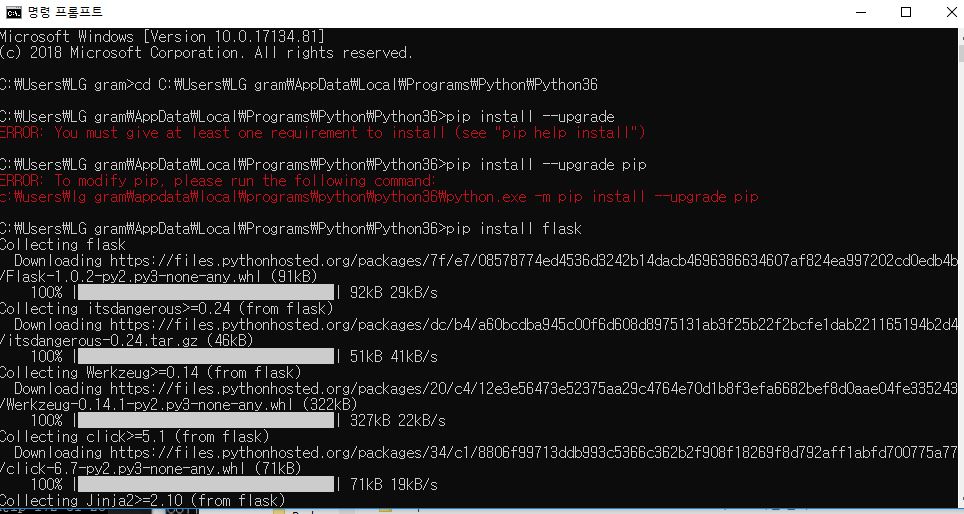 명령 프롬프트
Microsoft Windows [Version 10.0.17134.81]
(c) 2018 Microsoft Corporation. All rights reserved.
C:₩Users₩LG gram>cd C:₩Users₩LG gram₩AppData₩Local₩Programs₩Python₩Python36
C:₩Users₩LG gram₩AppData₩Local₩Programs₩Python₩Python36>pip install --upgrade
ERROR: You must give at least one requirement to install (see "pip help install")
C:₩Users₩LG gram₩AppData₩Local₩Programs₩Python₩Python36>pip install --upgrade pip
ERROR: To modify pip, please run the following command:
c:₩users₩lg gram₩appdata₩local₩programs₩python₩python36₩python.exe -m pip install --upgrade pip
C:₩Users₩LG gram₩AppData₩Local₩Programs₩Python₩Python36>pip install flask
Collecting flask
Downloading https://files.pythonhosted.org/packages/7f/e7/08578774ed4536d3242b14dacb4696386634607af824ea997202cd0edb4b
/Flask-1.0.2-py2.py3-none-any.whl (91kB)
100% || 92kB 29kB/s
Collecting itsdangerous>=0.24 (from flask)
Downloading https://files.pythonhosted.org/packages/dc/b4/a60bcdba945c00f6d608d8975131ab3f25b22f2bcfe1dab221165194b2d4
/itsdangerous-0.24.tar.gz (46kB)
100% || 51kB 41kB/s
Collecting Werkzeug>=0.14 (from flask)
Downloading https://files.pythonhosted.org/packages/20/c4/12e3e56473e52375aa29c4764e70d1b8f3efa6682bef8d0aae04fe335243
/Werkzeug-0.14.1-py2.py3-none-any.whl (322kB)
100% || 327kB 22kB/s
Collecting click>=5.1 (from flask)
Downloading https://files.pythonhosted.org/packages/34/c1/8806f99713ddb993c5366c362b2f908f18269f8d792aff1abfd700775a77
/click-6.7-py2.py3-none-any.whl (71kB)
100% || 71kB 19kB/s
Collecting Jinja2>=2.10 (from flask)